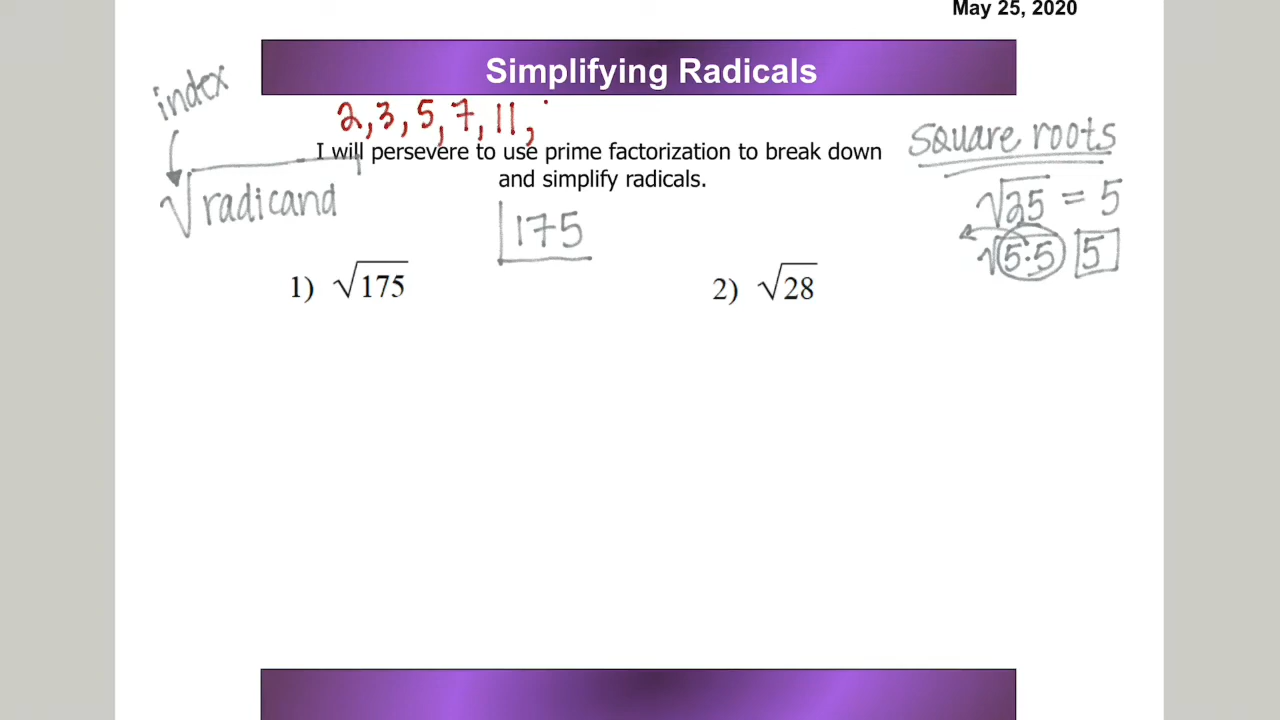 May 25, 2020
Simplifying Radicals
index
2, 3, 5, 7, 11,
I will persevere to use prime factorization to break down
and simplify radicals.
√radicand
square roots
√25 = 5
√5·5 5
175
1) √175
2) √28